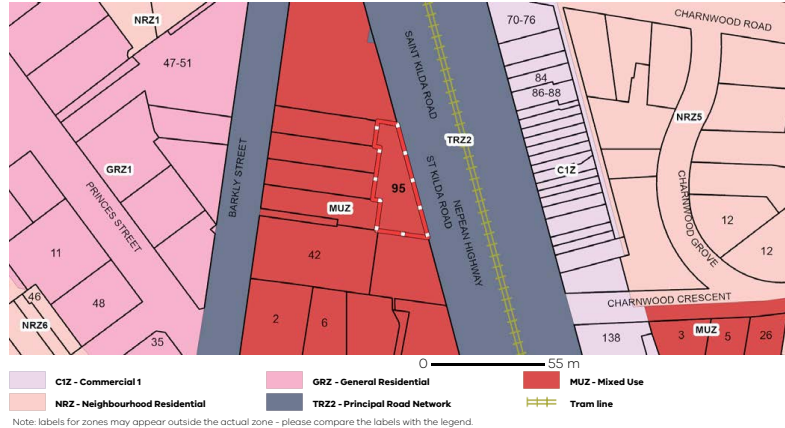 NRZ1
47-51
GRZ1
PRINCES STREET
11
48
46
NRZ6
35
BARKLY STREET
MUZ
95
42
2
6
SAINT KILDA ROAD
TRZ2
ST KILDA ROAD
NEPEAN HIGHWAY
70-76
84
86-88
C1Z
CHARNWOOD ROAD
NRZ5
CHARNWOOD GROVE
12
12
CHARNWOOD CRESCENT
138
MUZ
3
5
26
0 55 m
C1Z - Commercial 1
GRZ - General Residential
MUZ - Mixed Use
NRZ - Neighbourhood Residential
TRZ2 - Principal Road Network
Tram line
Note: labels for zones may appear outside the actual zone - please compare the labels with the legend.